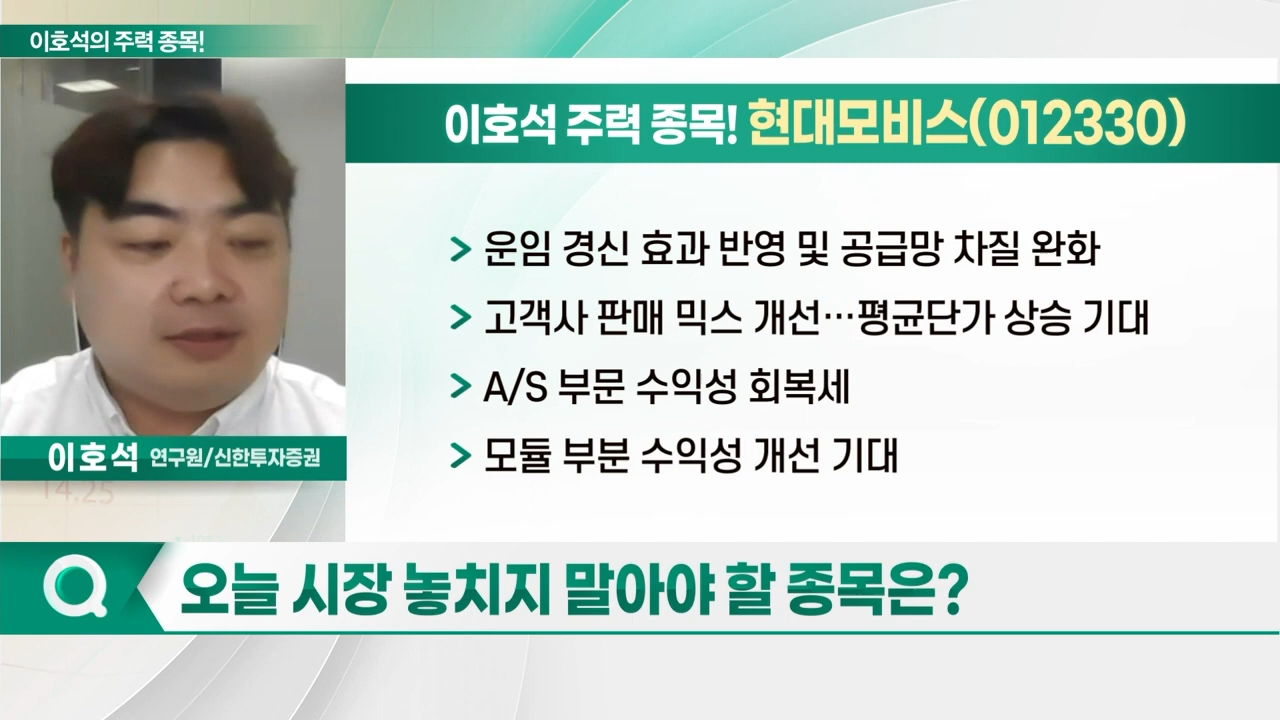 이호석의 주력 종목!
이호석 주력 종목! 현대모비스(012330)
> 운임 경신 효과 반영 및 공급망 차질 완화
> 고객사 판매 믹스 개선…평균단가 상승 기대
> A/S 부문 수익성 회복세
> 모듈 부분 수익성 개선 기대
이호석 연구원/신한투자증권
14.25
Q 오늘 시장 놓치지 말아야 할 종목은?